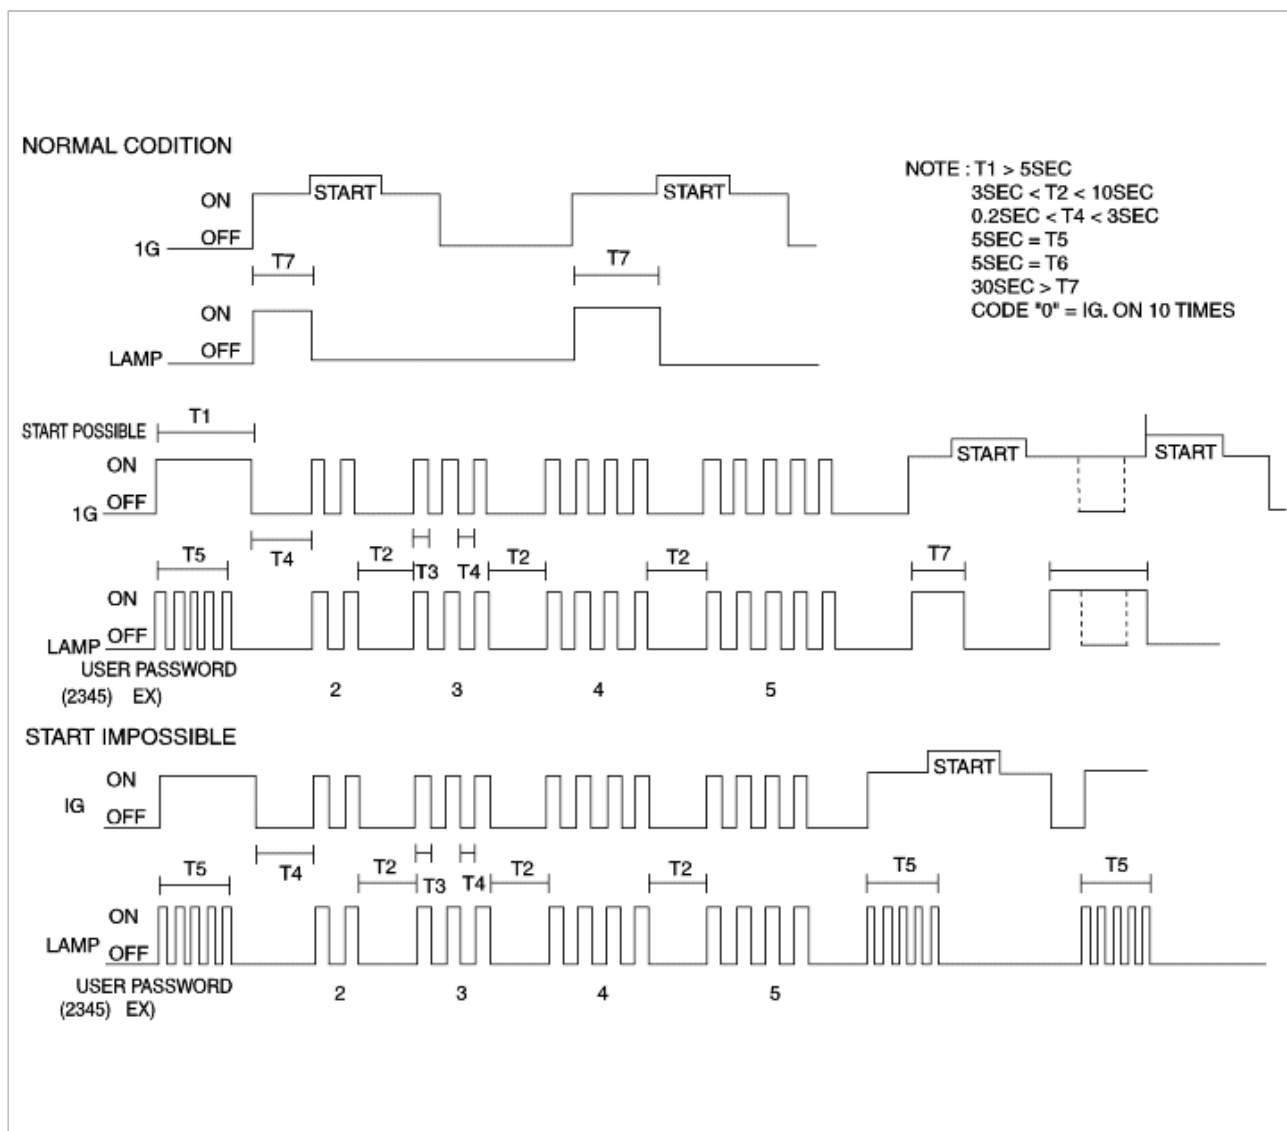 NORMAL CODITION
NOTE : T1 > 5SEC
3SEC < T2 < 10SEC
0.2SEC < T4 < 3SEC
5SEC = T5
5SEC = T6
30SEC > T7
CODE "0" = IG. ON 10 TIMES
START START
ON
OFF
1G
T7 T7
ON
OFF
LAMP
T1
START POSSIBLE
START START
ON
OFF
1G
T5 T4 T2 T3 T4 T2 T2 T7
ON
OFF
LAMP
USER PASSWORD
(2345) EX)
2 3 4 5
START IMPOSSIBLE
START
ON
IG
OFF
T5 T4 T2 T3 T4 T2 T2 T5 T5
ON
LAMP OFF
USER PASSWORD
(2345) EX)
2 3 4 5